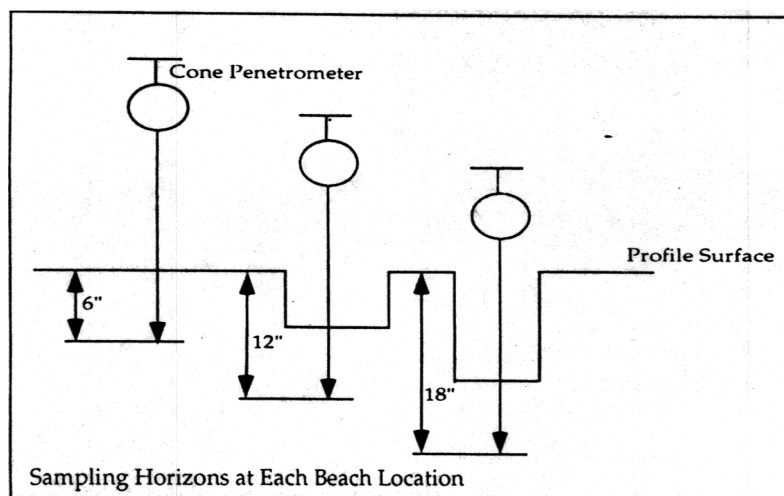 Cone Penetrometer
Profile Surface
6"
12"
18"
Sampling Horizons at Each Beach Location